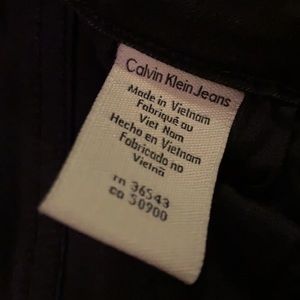 Calvin Klein Jeans
Made in Vietnam
Fabriqué au
Viet Nam
Hecho en Vietnam
Fabricado no
Vietnã
rn 36543
ca 50900